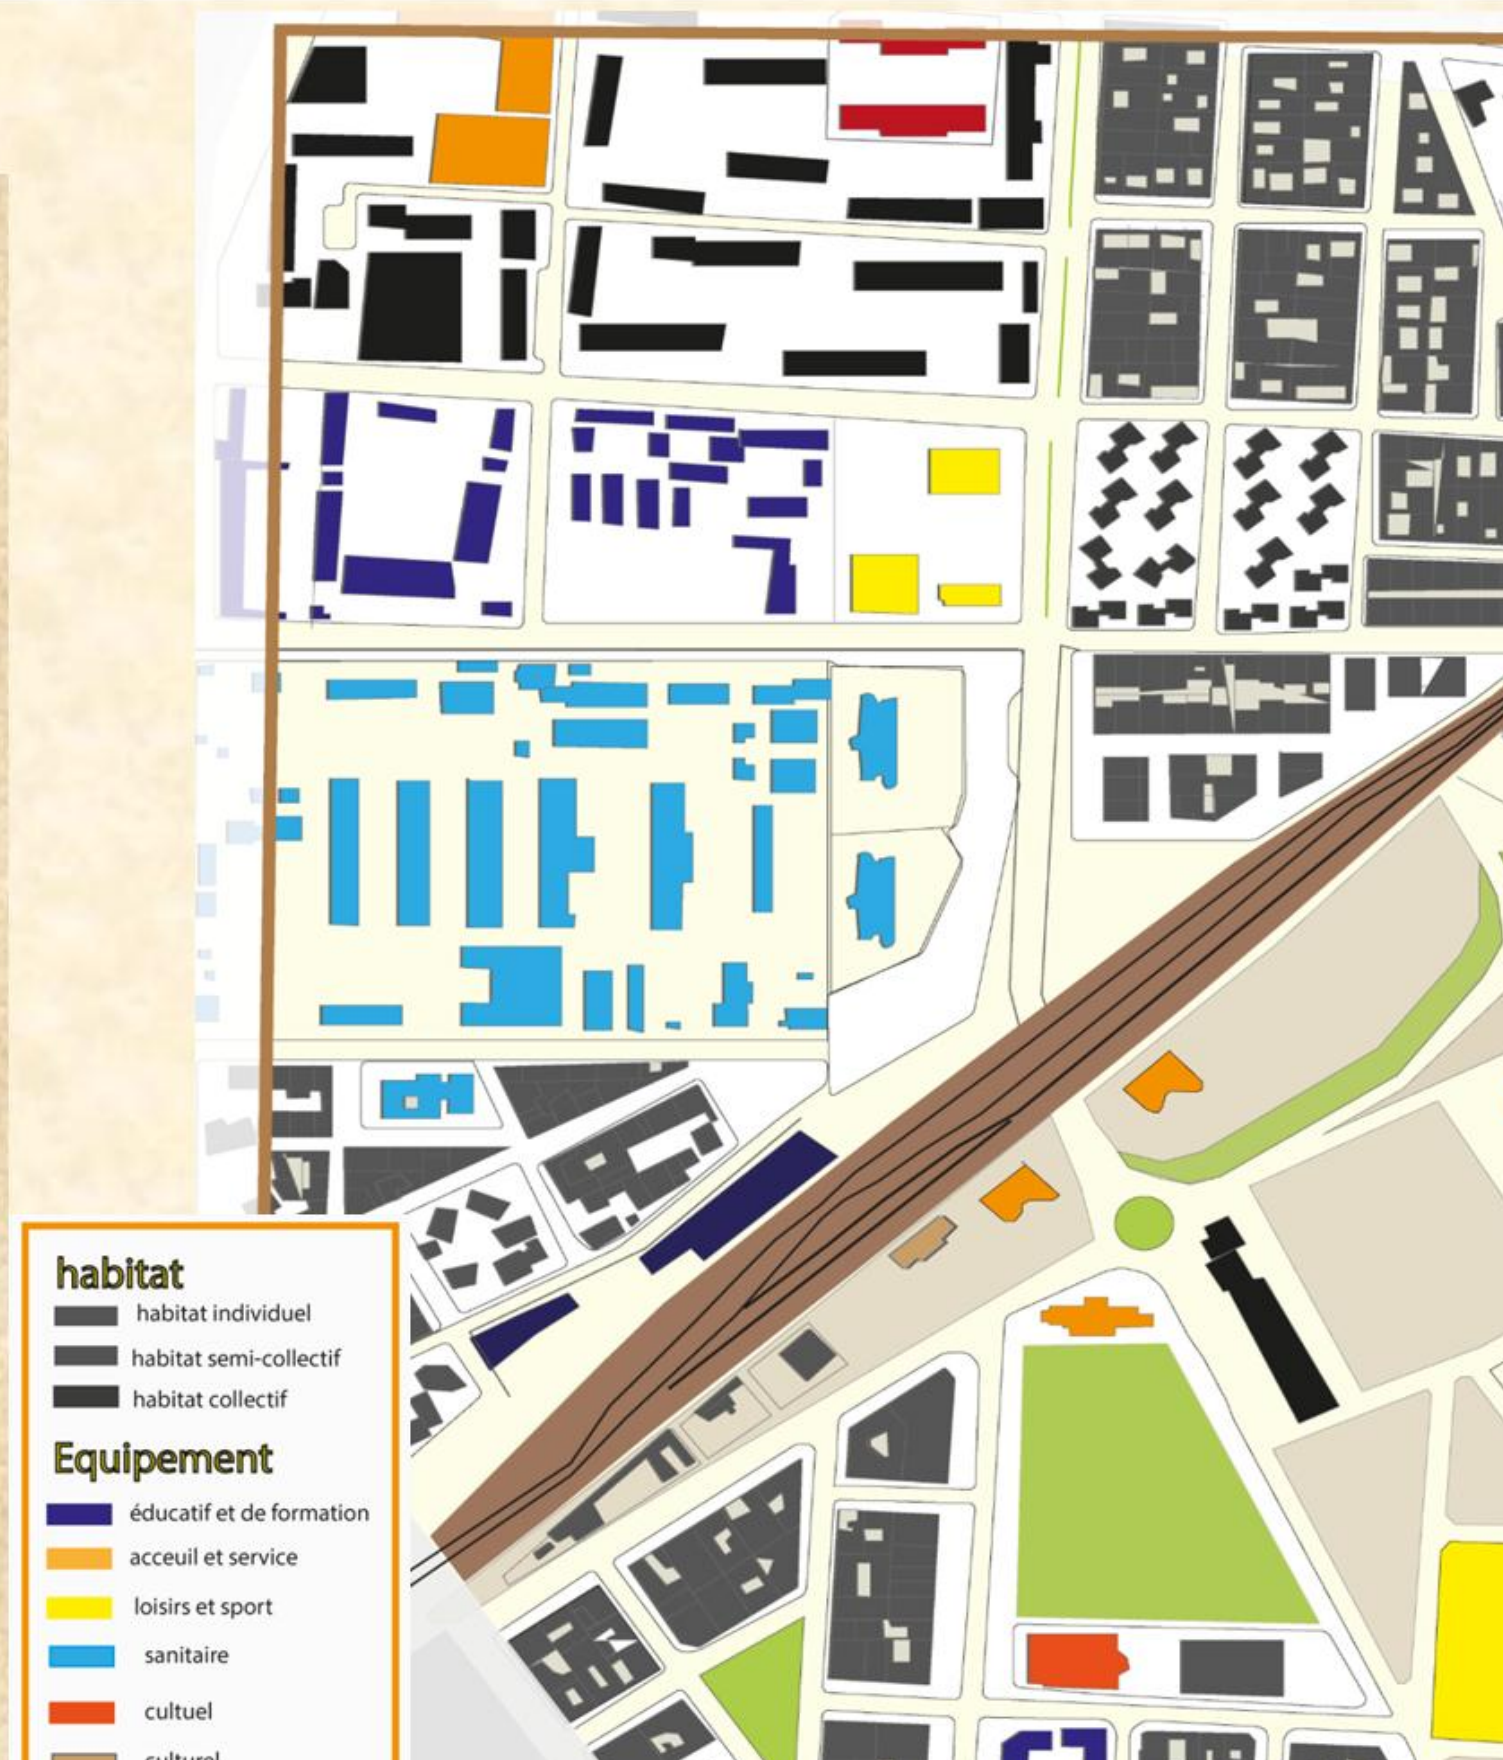 habitat
habitat individuel
habitat semi-collectif
habitat collectif
Equipement
éducatif et de formation
acceuil et service
loisirs et sport
sanitaire
cultuel
culturel